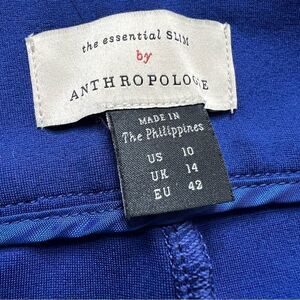 the essential SLIM
by
ANTHROPOLOGIE
MADE IN
The Philippines
US 10
UK 14
EU 42